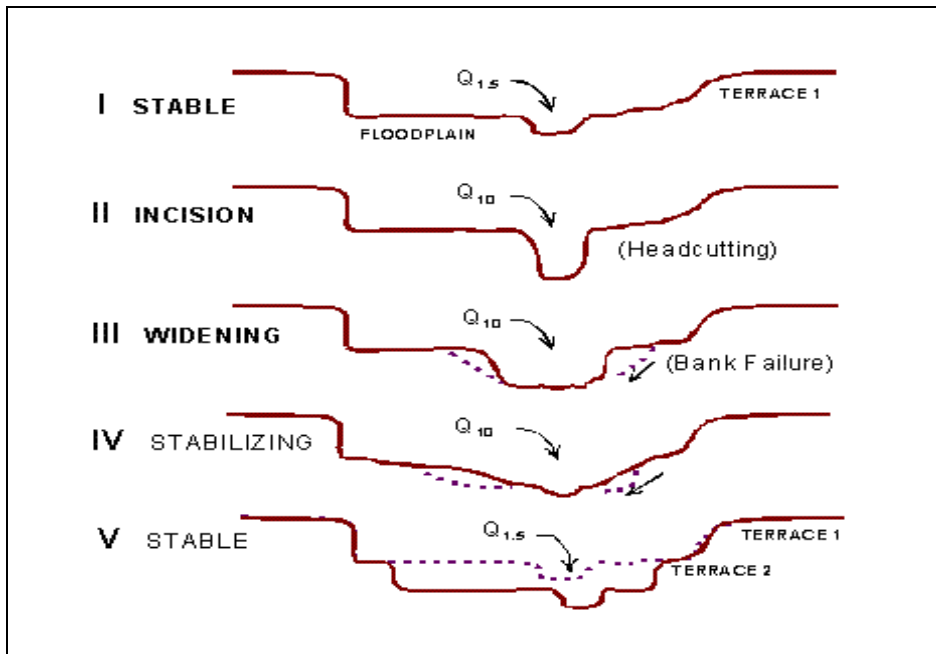 Q1.5
I STABLE
TERRACE 1
FLOODPLAIN
Q10
II INCISION
(Headcutting)
Q10
III WIDENING
(Bank Failure)
Q10
IV STABILIZING
Q1.5
V STABLE
TERRACE 1
TERRACE 2